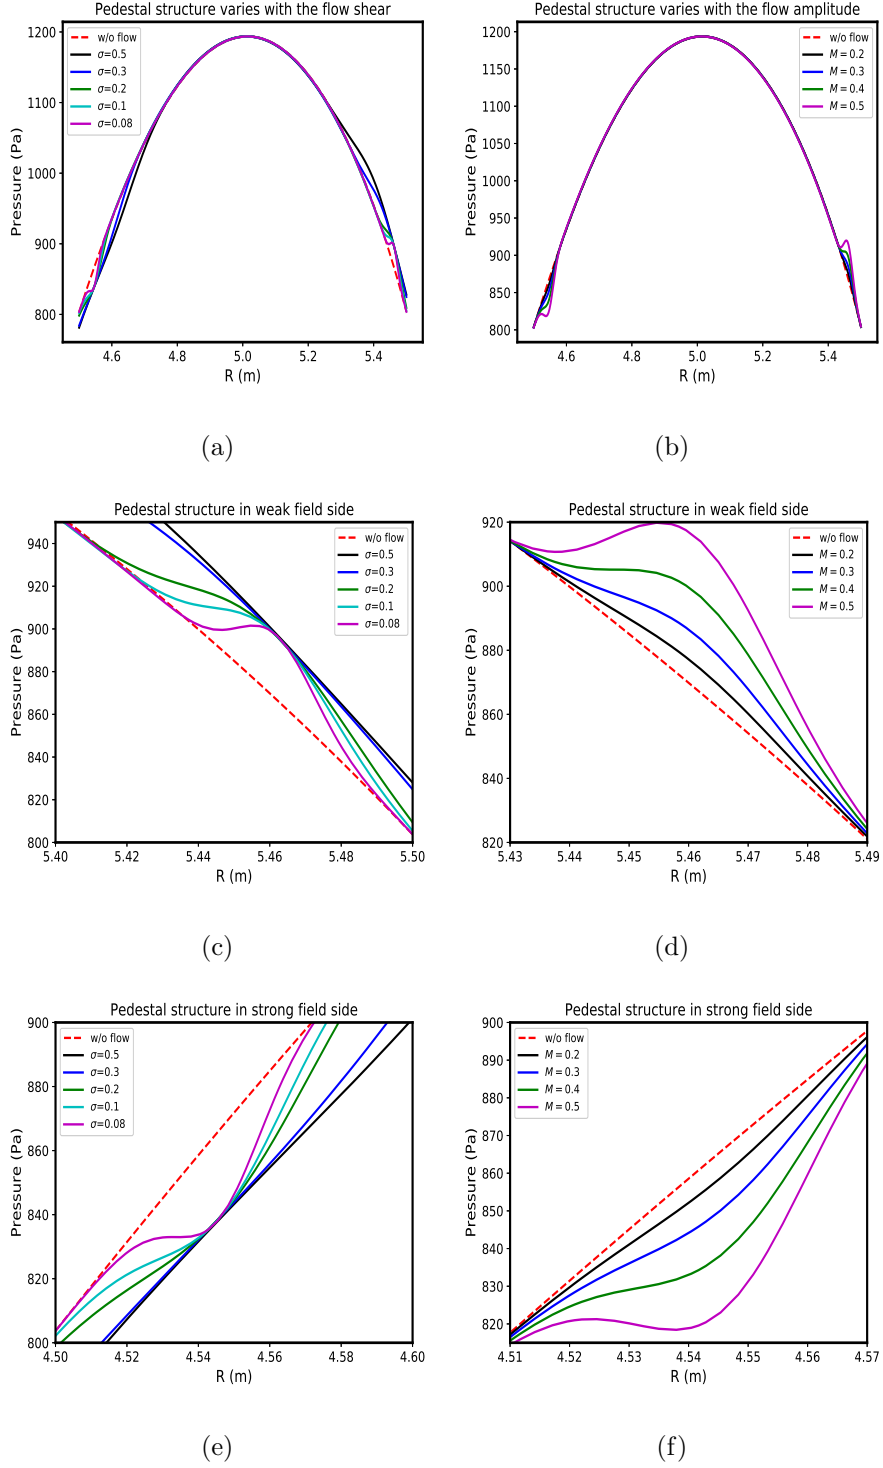 Pedestal structure varies with the flow shear
Pressure (Pa)
1200
1100
1000
900
800
w/o flow
σ=0.5
σ=0.3
σ=0.2
σ=0.1
σ=0.08
4.6 4.8 5.0 5.2 5.4
R (m)
(a)
Pedestal structure varies with the flow amplitude
Pressure (Pa)
1200
1150
1100
1050
1000
950
900
850
800
w/o flow
M = 0.2
M = 0.3
M = 0.4
M = 0.5
4.6 4.8 5.0 5.2 5.4
R (m)
(b)
Pedestal structure in weak field side
Pressure (Pa)
940
920
900
880
860
840
820
800
w/o flow
σ=0.5
σ=0.3
σ=0.2
σ=0.1
σ=0.08
5.40 5.42 5.44 5.46 5.48 5.50
R (m)
(c)
Pedestal structure in weak field side
Pressure (Pa)
920
900
880
860
840
820
w/o flow
M = 0.2
M = 0.3
M = 0.4
M = 0.5
5.43 5.44 5.45 5.46 5.47 5.48 5.49
R (m)
(d)
Pedestal structure in strong field side
Pressure (Pa)
900
880
860
840
820
800
w/o flow
σ=0.5
σ=0.3
σ=0.2
σ=0.1
σ=0.08
4.50 4.52 4.54 4.56 4.58 4.60
R (m)
(e)
Pedestal structure in strong field side
Pressure (Pa)
900
890
880
870
860
850
840
830
820
w/o flow
M = 0.2
M = 0.3
M = 0.4
M = 0.5
4.51 4.52 4.53 4.54 4.55 4.56 4.57
R (m)
(f)